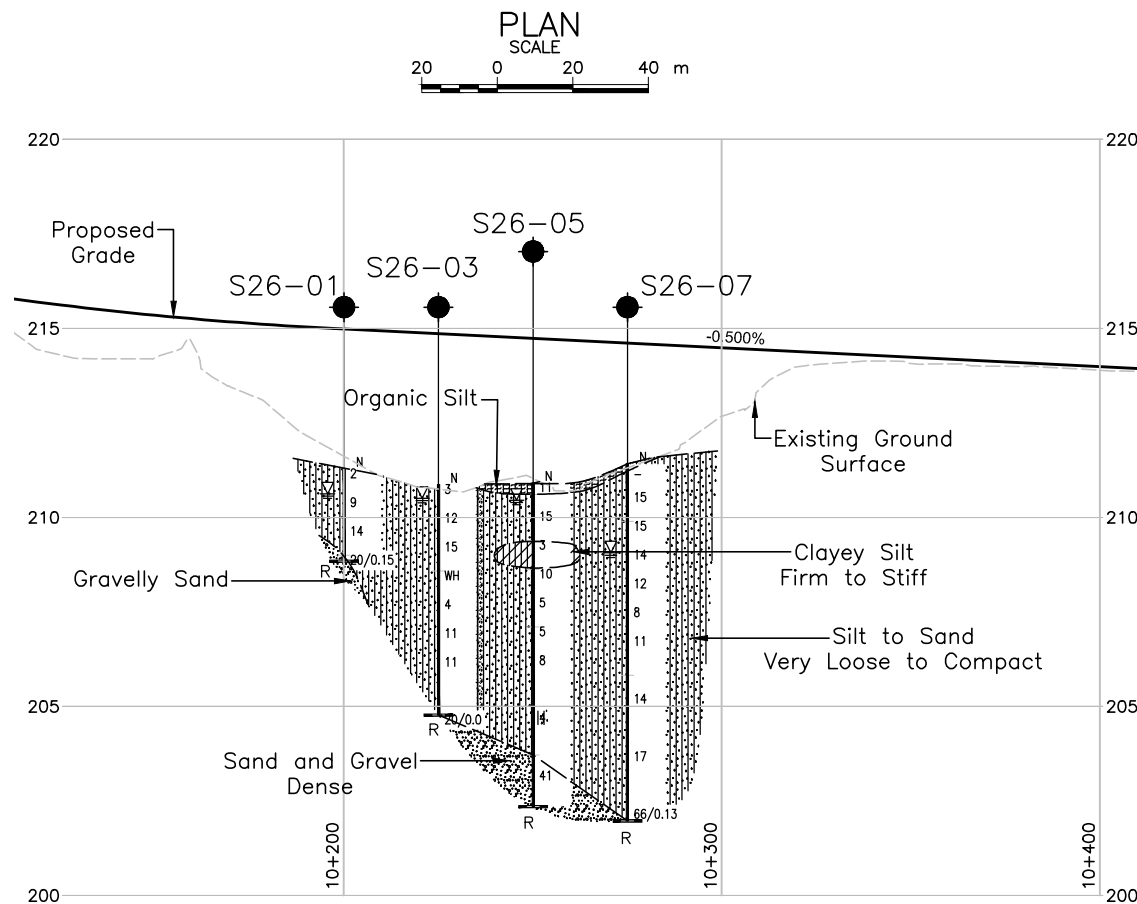 PLAN
SCALE
20 0 20 40 m
220 220
S26-05
Proposed
Grade
S26-03
S26-01 S26-07
215 215
-0.500%
Organic Silt
Existing Ground
Surface
N N N N
2 3 11 -
9 12 15 15
14 15 3 15
20/0.15 WH 10 14
4 5 12
11 5 8
11 8 11
20/0.0 14
41 17
66/0.13
210 210
Clayey Silt
Firm to Stiff
R
Gravelly Sand
Silt to Sand
Very Loose to Compact
205 205
R
Sand and Gravel
Dense
R
R
10+200 10+300 10+400
200 200